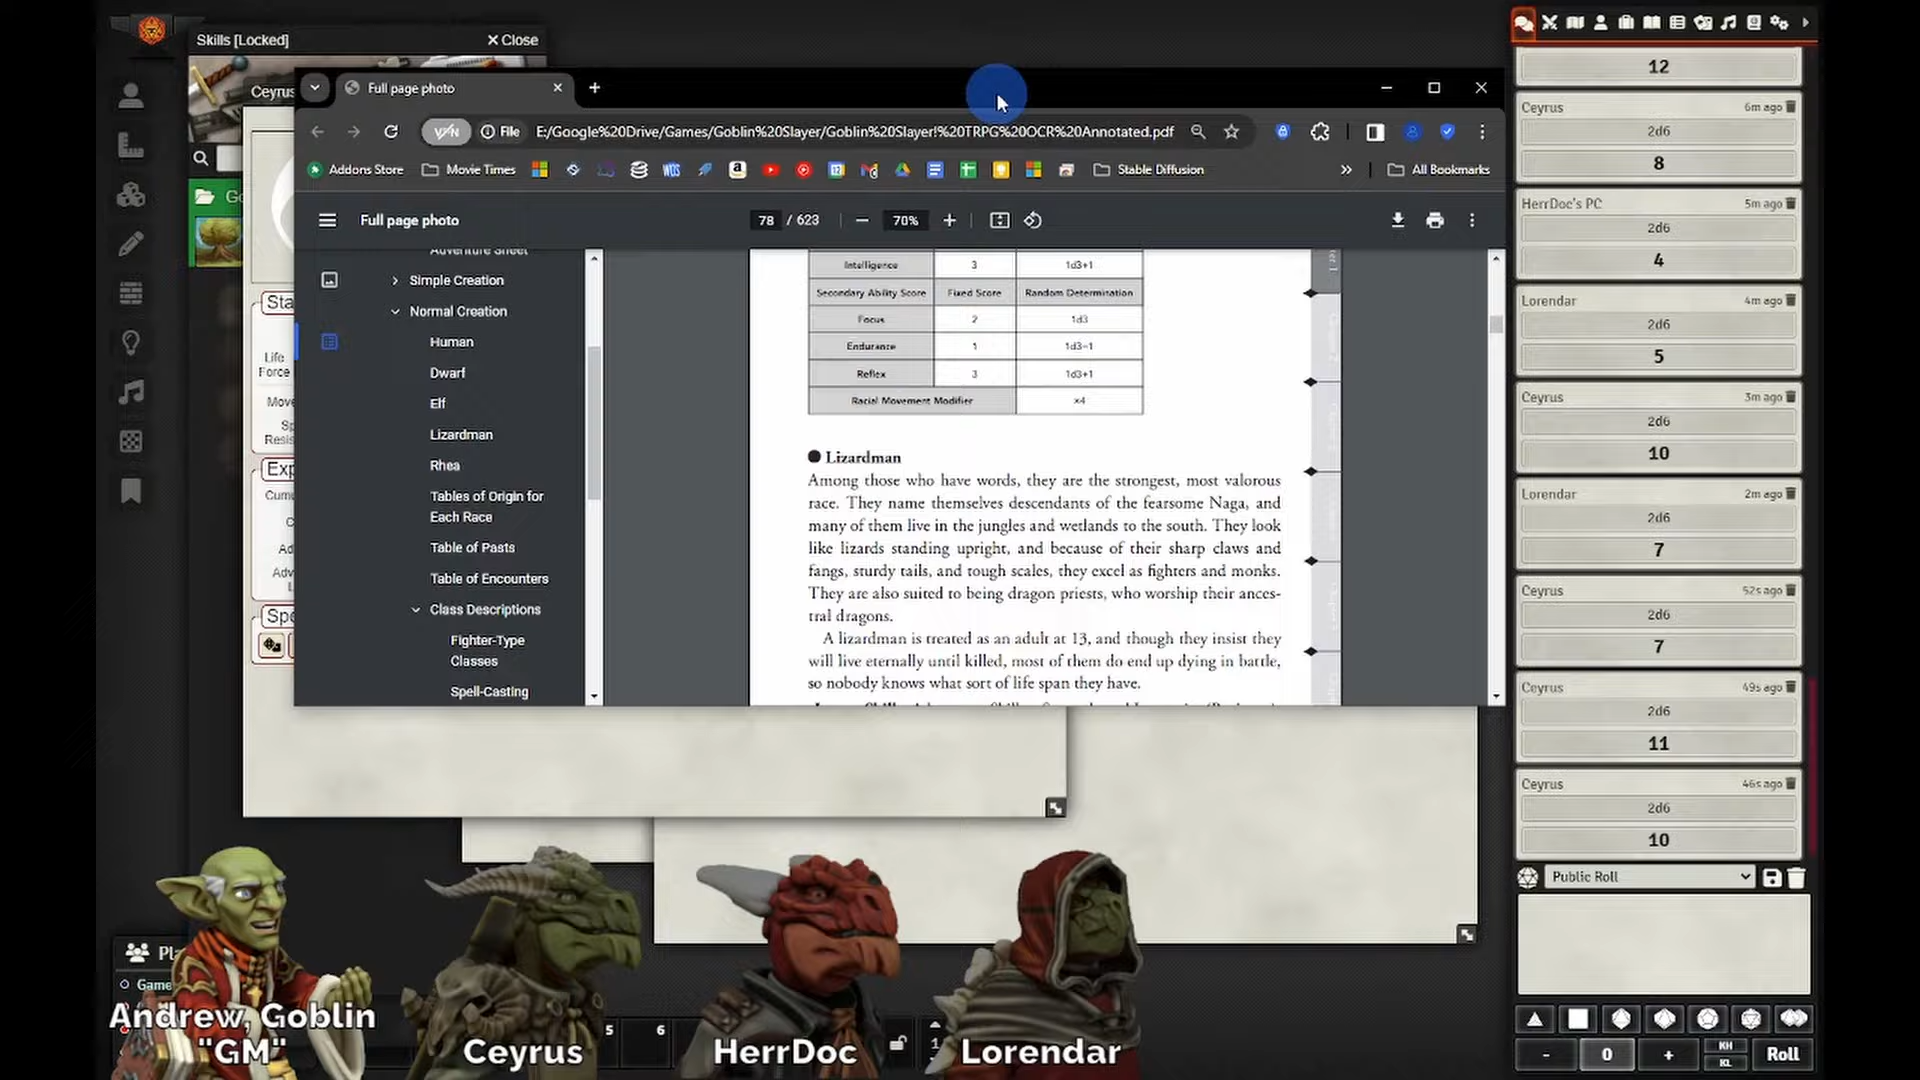 Skills [Locked]
Close
Ceyrus
Full page photo
VPN
File
E:/Google%20Drive/Games/Goblin%20Slayer/Goblin%20Slayer!%20TRPG%20OCR%20Annotated.pdf
Addons Store
Movie Times
Stable Diffusion
All Bookmarks
Full page photo
78 / 623
70%
Adventure Sheet
Simple Creation
Normal Creation
Human
Dwarf
Elf
Lizardman
Rhea
Tables of Origin for
Each Race
Table of Pasts
Table of Encounters
Class Descriptions
Fighter-Type
Classes
Spell-Casting
Intelligence 3 1d3+1
Secondary Ability Score Fixed Score Random Determination
Focus 2 1d3
Endurance 1 1d3−1
Reflex 3 1d3+1
Racial Movement Modifier ×4
● Lizardman
Among those who have words, they are the strongest, most valorous
race. They name themselves descendants of the fearsome Naga, and
many of them live in the jungles and wetlands to the south. They look
like lizards standing upright, and because of their sharp claws and
fangs, sturdy tails, and tough scales, they excel as fighters and monks.
They are also suited to being dragon priests, who worship their ances-
tral dragons.
A lizardman is treated as an adult at 13, and though they insist they
will live eternally until killed, most of them do end up dying in battle,
so nobody knows what sort of life span they have.
Life
Force
12
Ceyrus 6m ago
2d6
8
HerrDoc's PC 5m ago
2d6
4
Lorendar 4m ago
2d6
5
Ceyrus 3m ago
2d6
10
Lorendar 2m ago
2d6
7
Ceyrus 52s ago
2d6
7
Ceyrus 49s ago
2d6
11
Ceyrus 46s ago
2d6
10
Public Roll
- 0 + KH KL Roll
5 6
Andrew, Goblin
"GM"
Ceyrus
HerrDoc
Lorendar